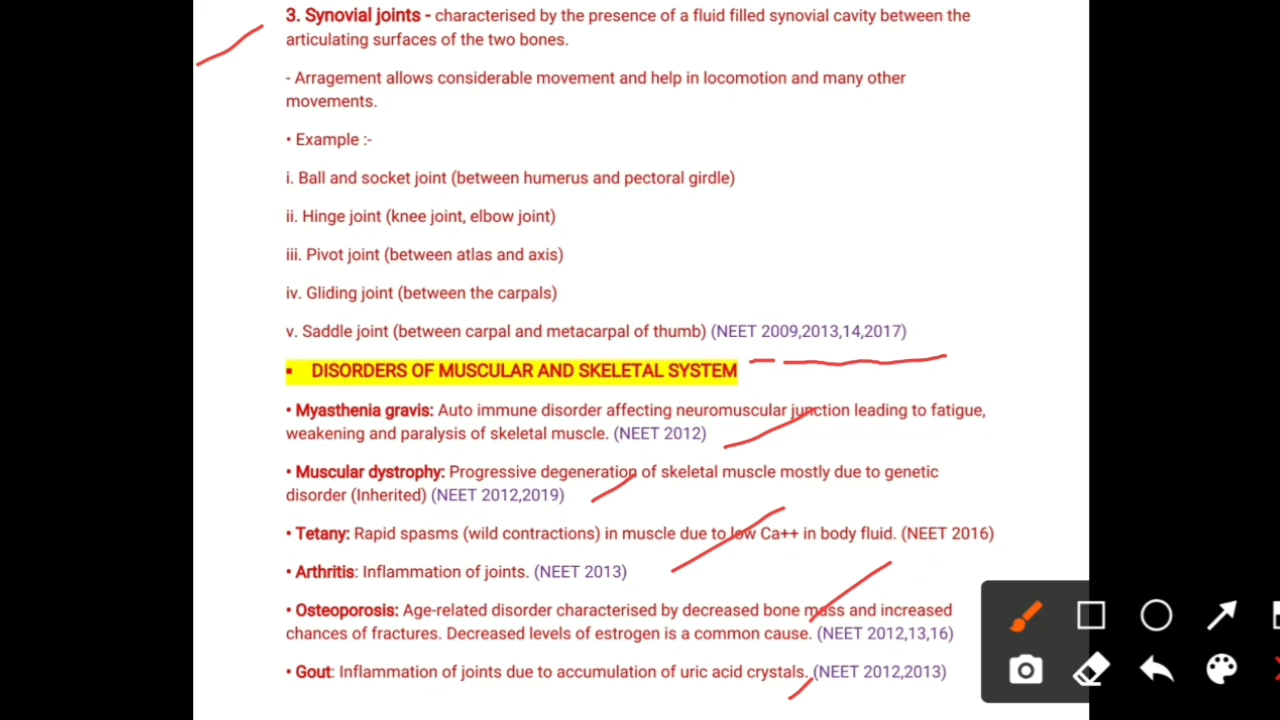 3. Synovial joints - characterised by the presence of a fluid filled synovial cavity between the
articulating surfaces of the two bones.
- Arragement allows considerable movement and help in locomotion and many other
movements.
• Example :-
i. Ball and socket joint (between humerus and pectoral girdle)
ii. Hinge joint (knee joint, elbow joint)
iii. Pivot joint (between atlas and axis)
iv. Gliding joint (between the carpals)
v. Saddle joint (between carpal and metacarpal of thumb) (NEET 2009,2013,14,2017)
▪ DISORDERS OF MUSCULAR AND SKELETAL SYSTEM
• Myasthenia gravis: Auto immune disorder affecting neuromuscular junction leading to fatigue,
weakening and paralysis of skeletal muscle. (NEET 2012)
• Muscular dystrophy: Progressive degeneration of skeletal muscle mostly due to genetic
disorder (Inherited) (NEET 2012,2019)
• Tetany: Rapid spasms (wild contractions) in muscle due to low Ca++ in body fluid. (NEET 2016)
• Arthritis: Inflammation of joints. (NEET 2013)
• Osteoporosis: Age-related disorder characterised by decreased bone mass and increased
chances of fractures. Decreased levels of estrogen is a common cause. (NEET 2012,13,16)
• Gout: Inflammation of joints due to accumulation of uric acid crystals. (NEET 2012,2013)